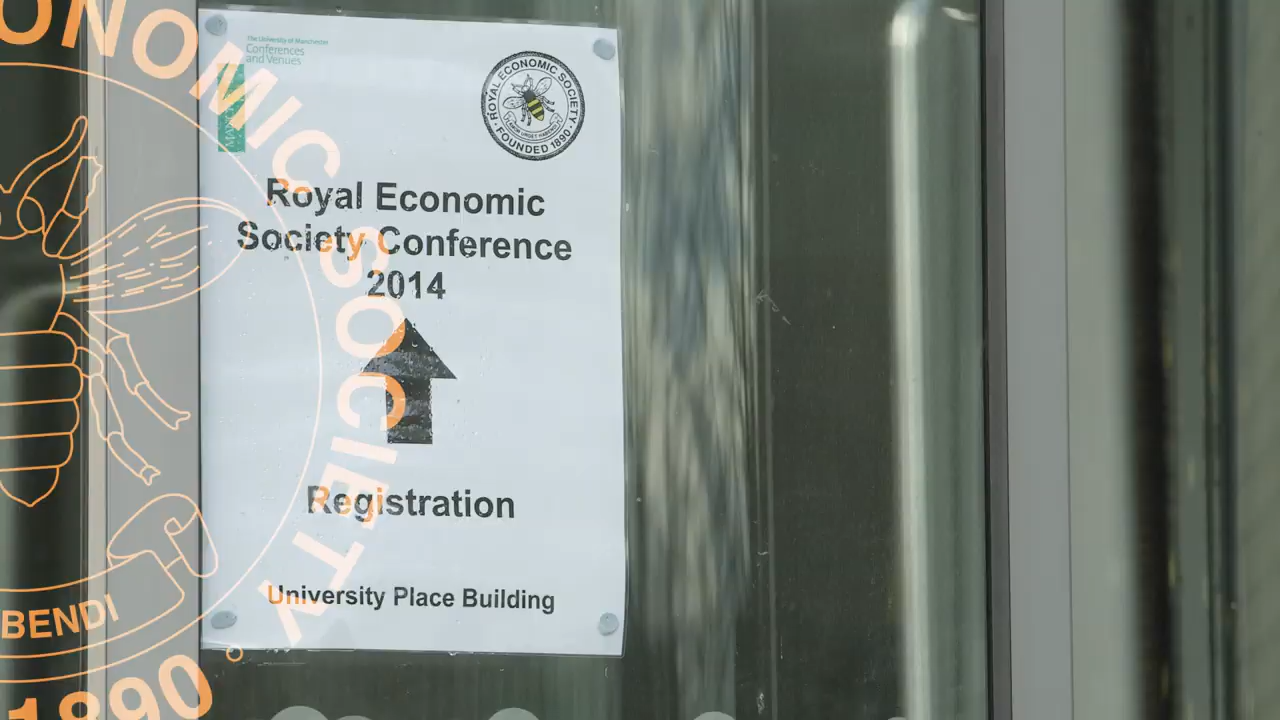 The University of Manchester
Conferences
and Venues
ROYAL ECONOMIC SOCIETY
FOUNDED 1890
Royal Economic
Society Conference
2014
Registration
University Place Building
ONOMIC SOCIETY
BENDI
1890